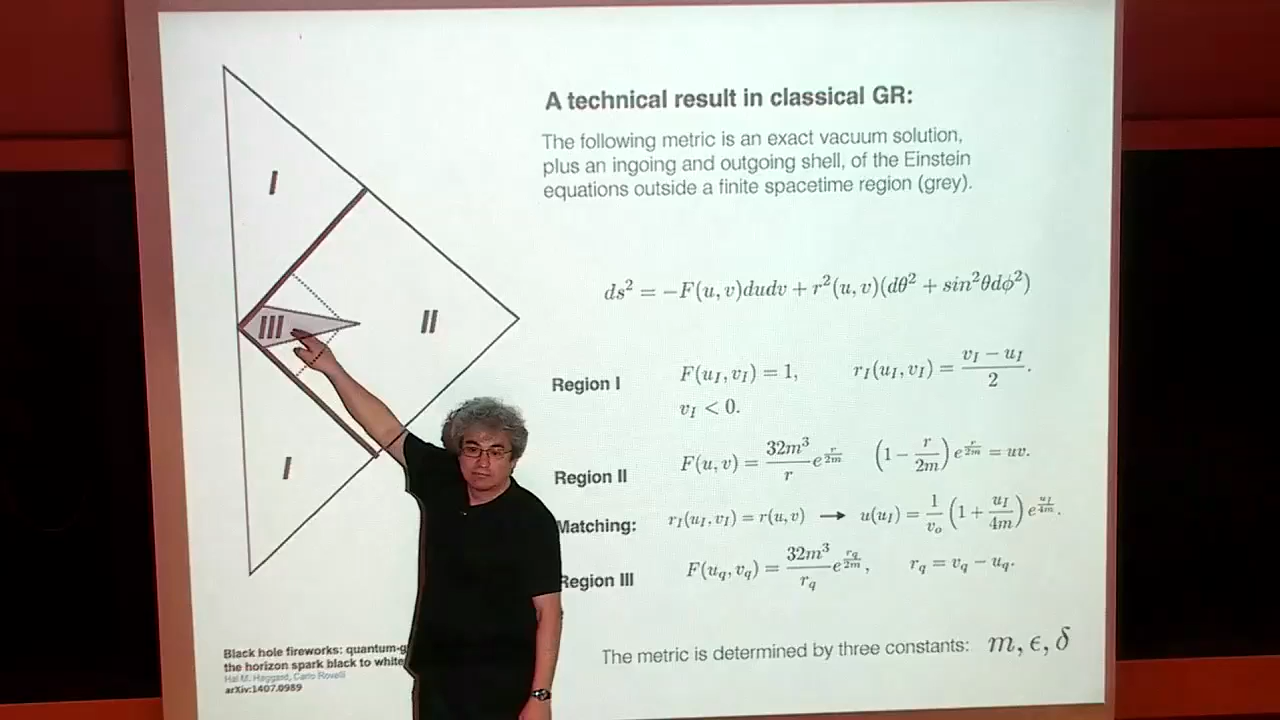 A technical result in classical GR:
The following metric is an exact vacuum solution,
plus an ingoing and outgoing shell, of the Einstein
equations outside a finite spacetime region (grey).
I
III
II
I
ds² = −F(u, v)dudv + r²(u, v)(dθ² + sin²θdϕ²)
Region I F(u_I, v_I) = 1, r_I(u_I, v_I) = (v_I − u_I)/2.
v_I < 0.
Region II F(u, v) = (32m³/r) e^(r/2m) (1 − r/2m) e^(r/2m) = uv.
Matching: r_I(u_I, v_I) = r(u, v) → u(u_I) = (1/v_o) (1 + u_I/4m) e^(u_I/4m).
Region III F(u_q, v_q) = (32m³/r_q) e^(r_q/2m), r_q = v_q − u_q.
The metric is determined by three constants: m, ϵ, δ
Black hole fireworks: quantum-g
the horizon spark black to white
Hal M. Haggard, Carlo Rovelli
arXiv:1407.0989